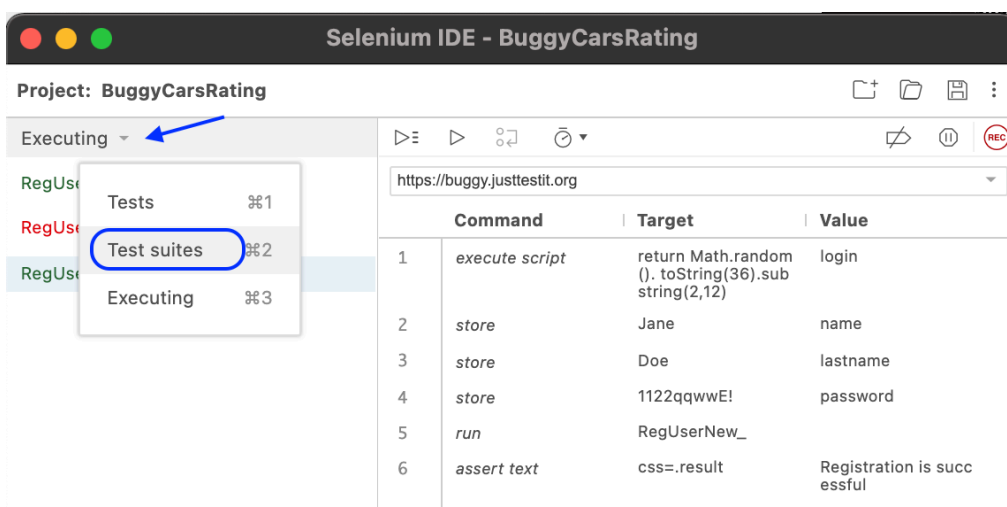 Selenium IDE - BuggyCarsRating
Project: BuggyCarsRating
Executing
REC
RegUse
Tests ⌘1
RegUse
Test suites ⌘2
RegUse
Executing ⌘3
https://buggy.justtestit.org
Command Target Value
1 execute script return Math.random login
(). toString(36).sub
string(2,12)
2 store Jane name
3 store Doe lastname
4 store 1122qqwwE! password
5 run RegUserNew_
6 assert text css=.result Registration is succ
essful